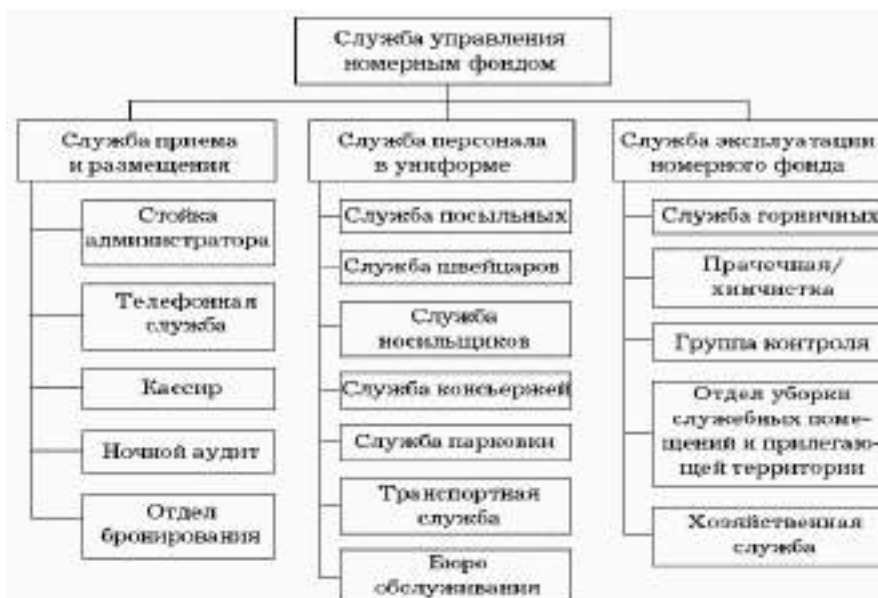 Служба управления
номерным фондом
Служба приема
и размещения
Стойка
администратора
Телефонная
служба
Кассир
Ночной аудит
Отдел
бронирования
Служба персонала
в униформе
Служба посыльных
Служба швейцаров
Служба
носильщиков
Служба консьержей
Служба парковки
Транспортная
служба
Бюро
обслуживания
Служба эксплуатации
номерного фонда
Служба горничных
Прачечная/
химчистка
Группа контроля
Отдел уборки
служебных поме-
щений и прилегаю-
щей территории
Хозяйственная
служба